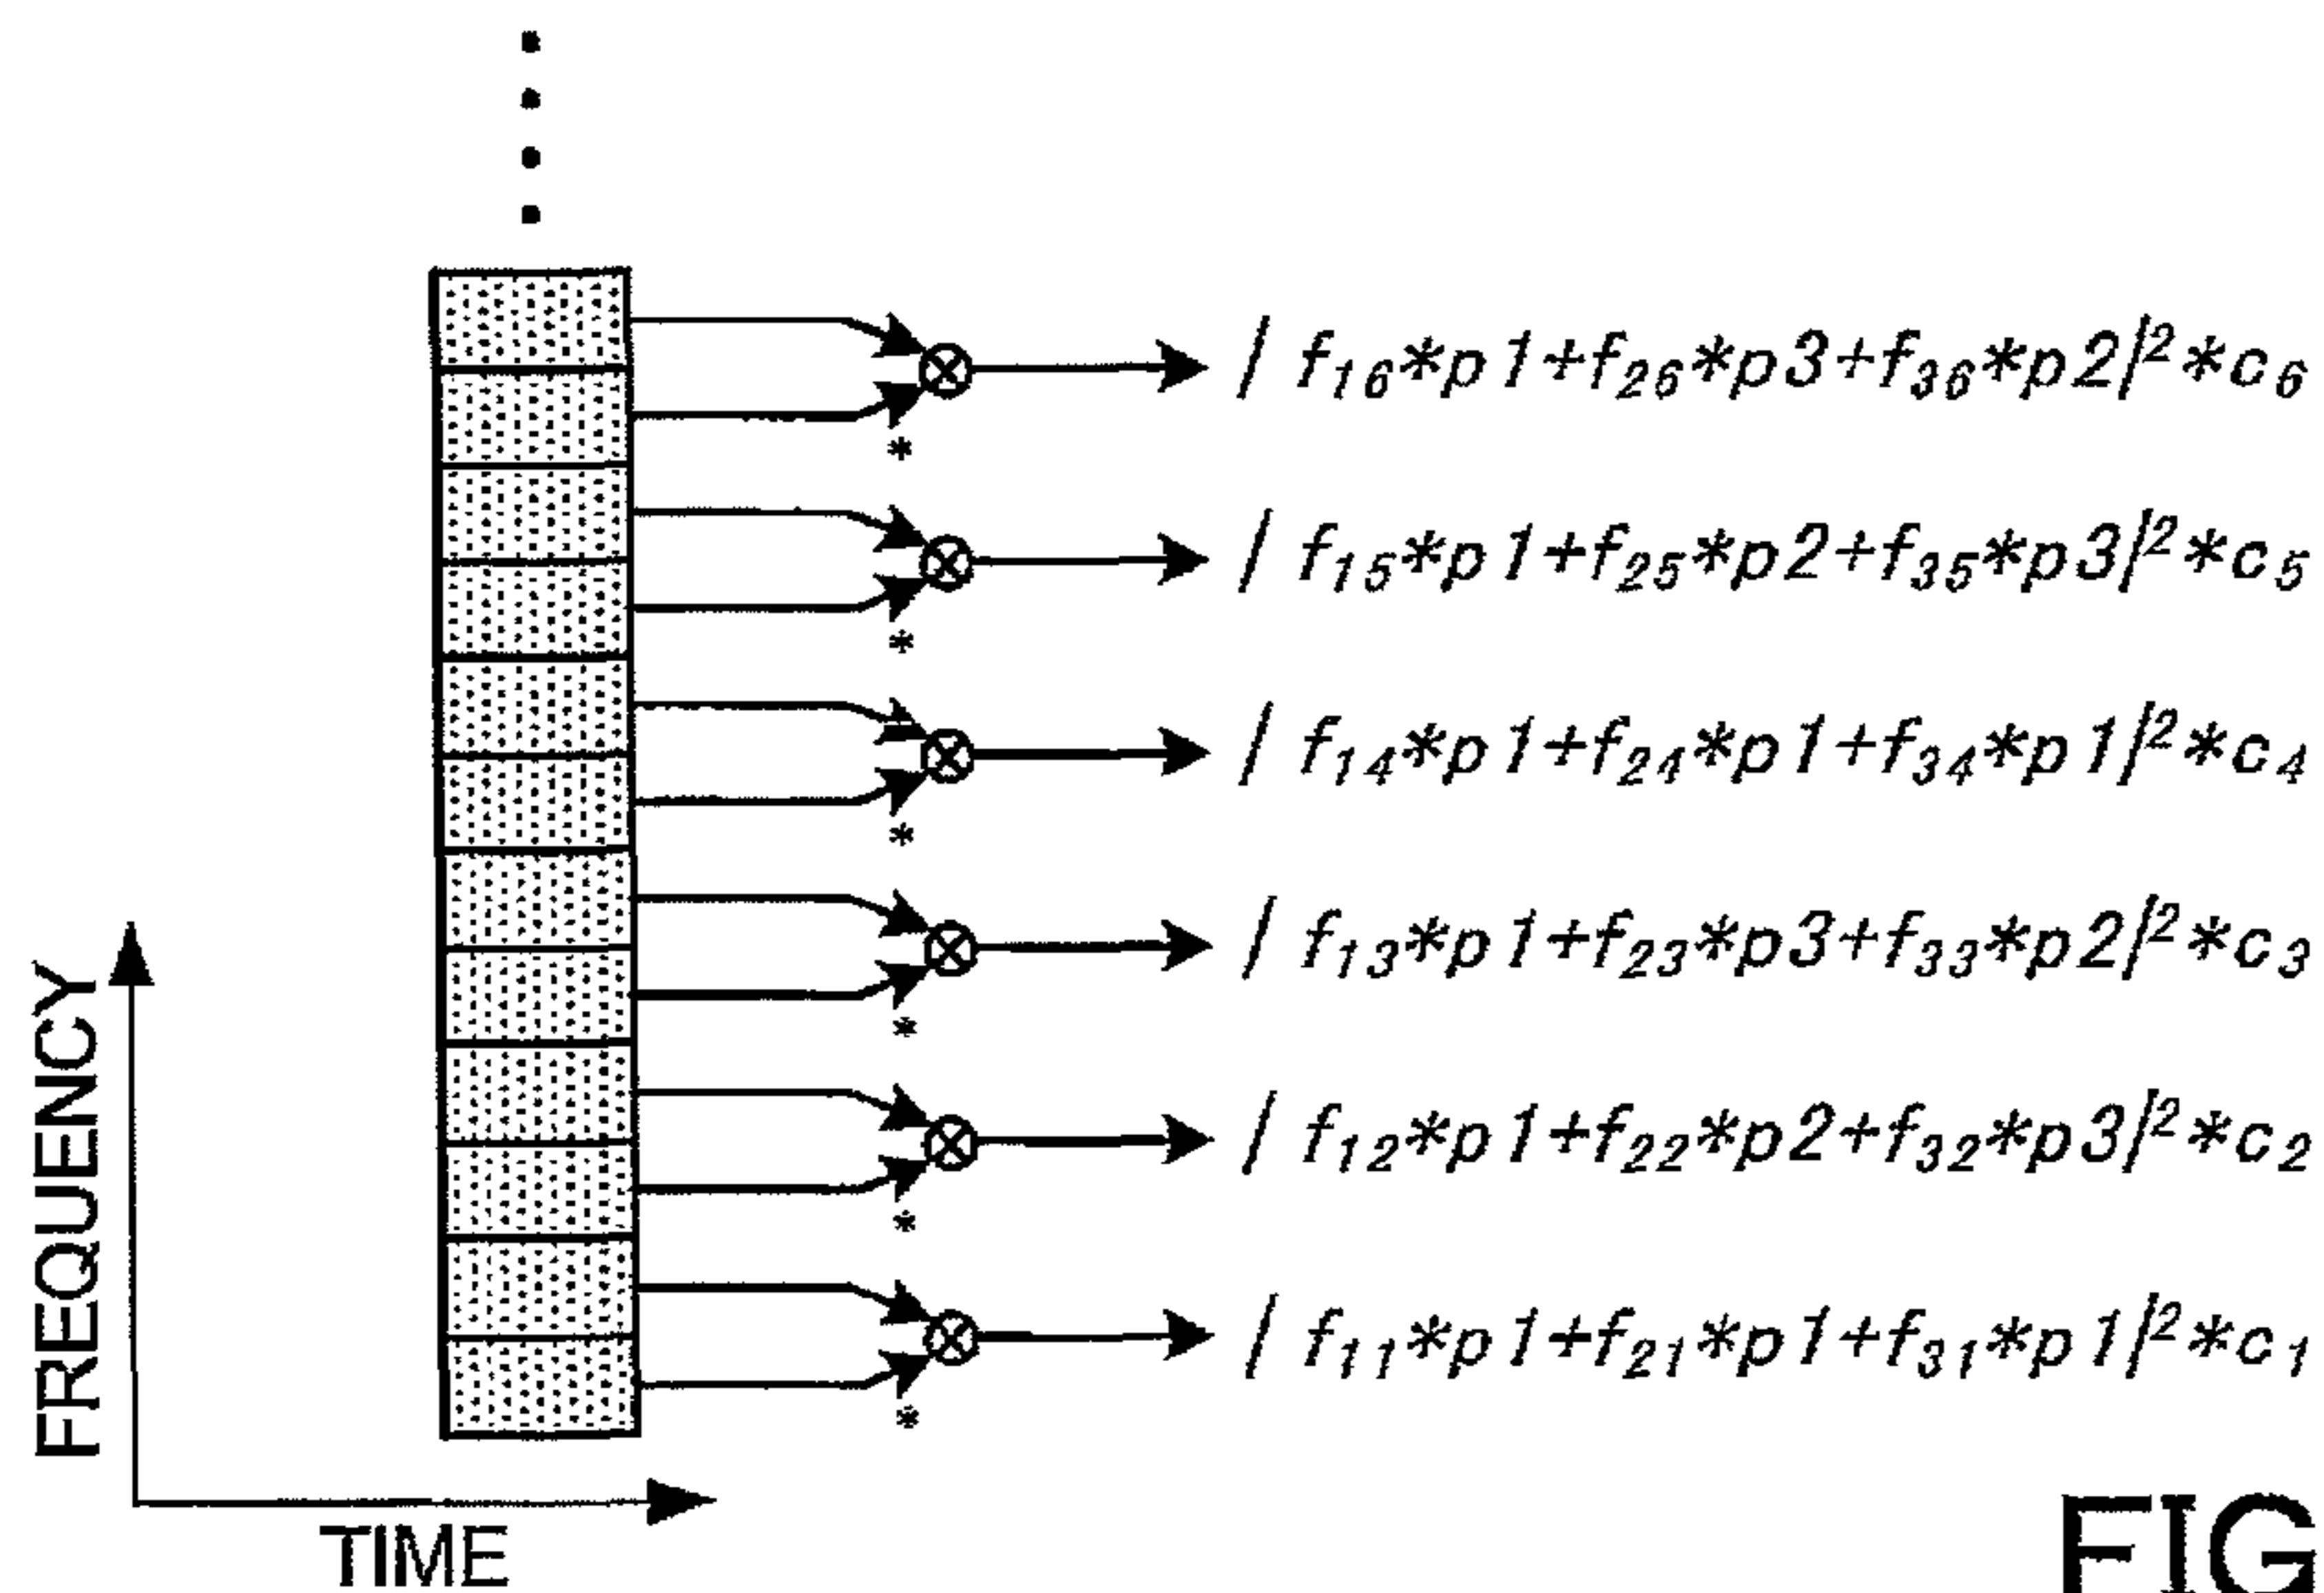 | f₁₆*p1+f₂₆*p3+f₃₆*p2|²*c₆
*
| f₁₅*p1+f₂₅*p2+f₃₅*p3|²*c₅
*
| f₁₄*p1+f₂₄*p1+f₃₄*p1|²*c₄
*
| f₁₃*p1+f₂₃*p3+f₃₃*p2|²*c₃
*
| f₁₂*p1+f₂₂*p2+f₃₂*p3|²*c₂
*
| f₁₁*p1+f₂₁*p1+f₃₁*p1|²*c₁
*
FREQUENCY
TIME
FIG